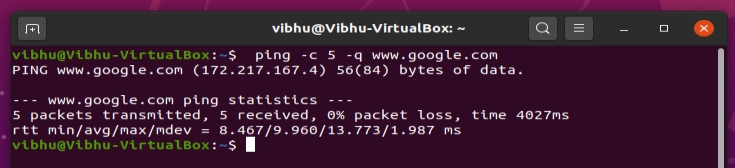 vibhu@Vibhu-VirtualBox: ~
vibhu@Vibhu-VirtualBox:~$  ping -c 5 -q www.google.com
PING www.google.com (172.217.167.4) 56(84) bytes of data.

--- www.google.com ping statistics ---
5 packets transmitted, 5 received, 0% packet loss, time 4027ms
rtt min/avg/max/mdev = 8.467/9.960/13.773/1.987 ms
vibhu@Vibhu-VirtualBox:~$